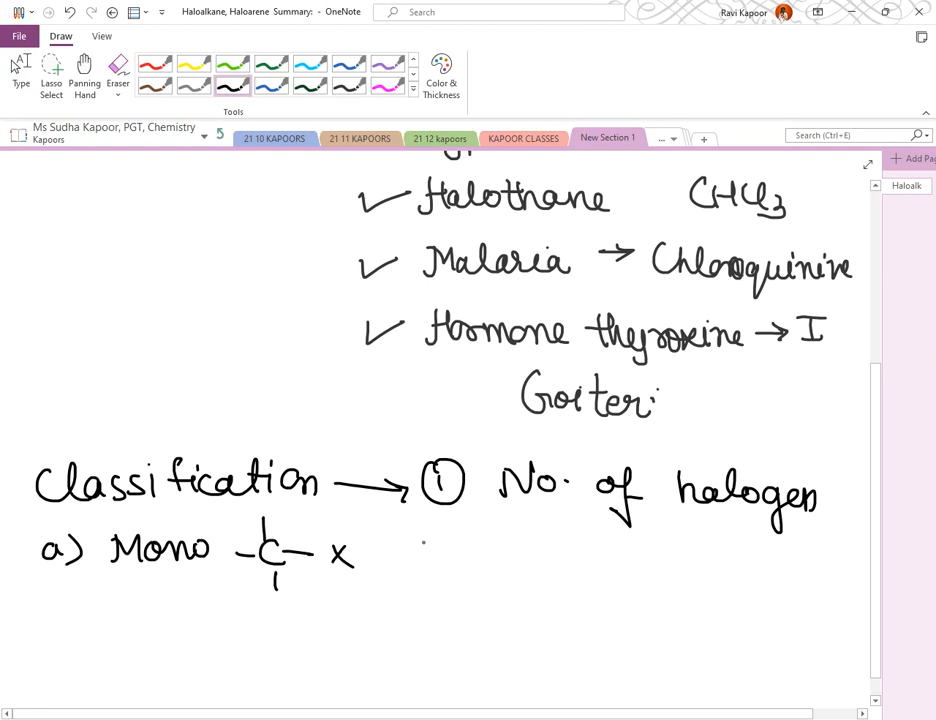 Haloalkane, Haloarene Summary: - OneNote
Search
Ravi Kapoor
File
Draw
View
Type
Lasso Select
Panning Hand
Eraser
Color & Thickness
Tools
Ms Sudha Kapoor, PGT, Chemistry
Kapoors
21 10 KAPOORS
21 11 KAPOORS
21 12 kapoors
KAPOOR CLASSES
New Section 1
...
Search (Ctrl+E)
Add Pag
Haloalk
✓ Halothane CHCl3
✓ Malaria → Chloroquinine
✓ Hormone thyroxine → I
Goiter
Classification → ① No. of halogen
a) Mono -C- X